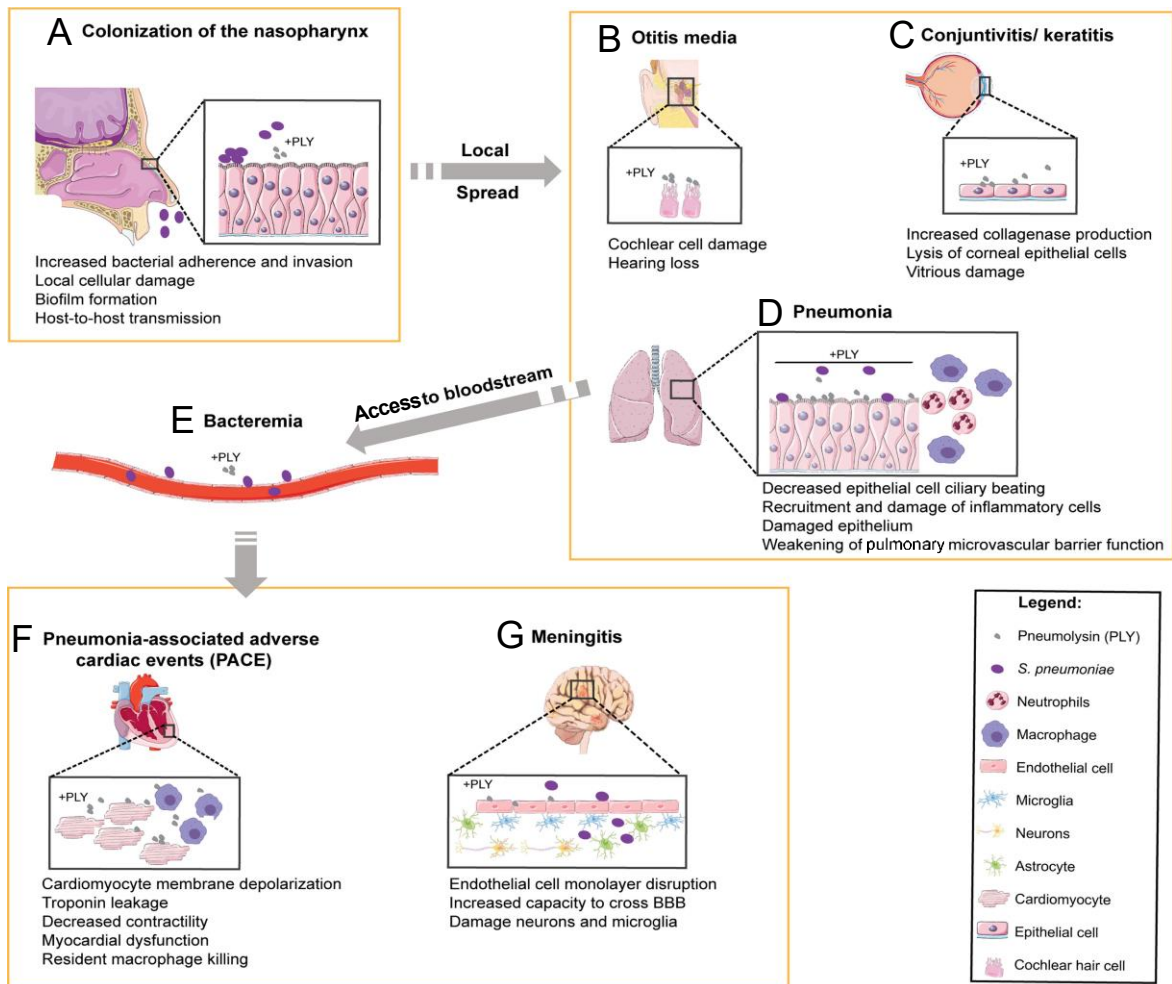 A Colonization of the nasopharynx
+PLY
Increased bacterial adherence and invasion
Local cellular damage
Biofilm formation
Host-to-host transmission
Local
Spread
B Otitis media
+PLY
Cochlear cell damage
Hearing loss
C Conjuntivitis/ keratitis
+PLY
Increased collagenase production
Lysis of corneal epithelial cells
Vitrious damage
D Pneumonia
+PLY
Decreased epithelial cell ciliary beating
Recruitment and damage of inflammatory cells
Damaged epithelium
Weakening of pulmonary microvascular barrier function
Access to bloodstream
E Bacteremia
+PLY
F Pneumonia-associated adverse
cardiac events (PACE)
+PLY
Cardiomyocyte membrane depolarization
Troponin leakage
Decreased contractility
Myocardial dysfunction
Resident macrophage killing
G Meningitis
+PLY
Endothelial cell monolayer disruption
Increased capacity to cross BBB
Damage neurons and microglia
Legend:
Pneumolysin (PLY)
S. pneumoniae
Neutrophils
Macrophage
Endothelial cell
Microglia
Neurons
Astrocyte
Cardiomyocyte
Epithelial cell
Cochlear hair cell